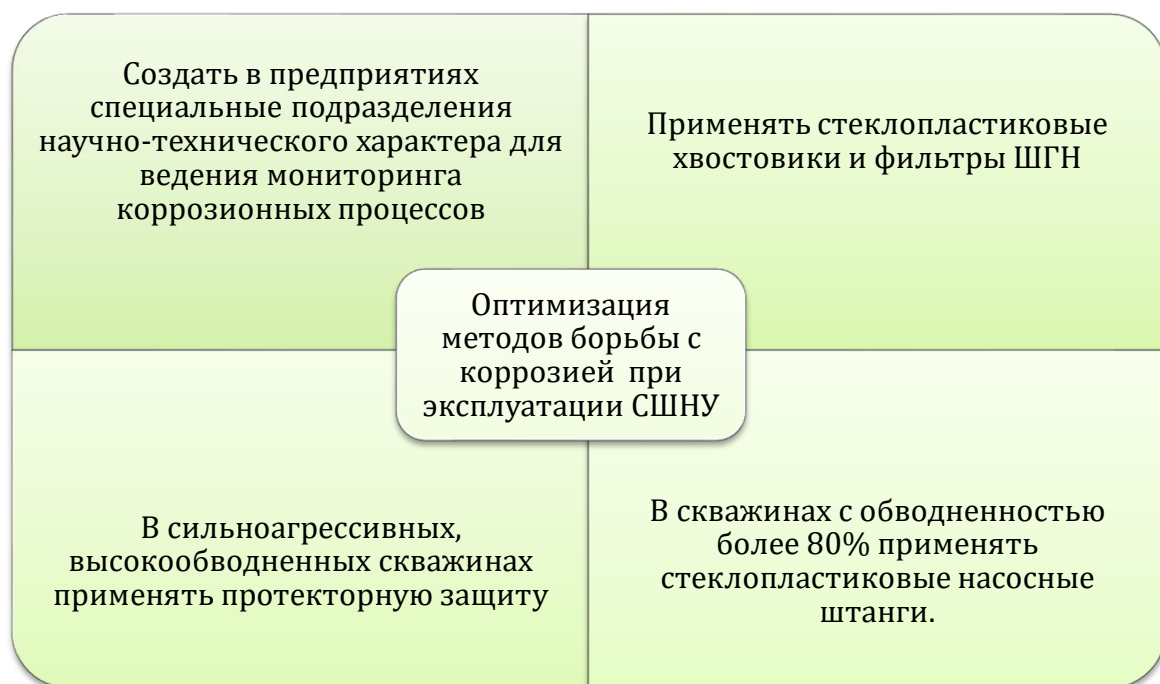 Создать в предприятиях
специальные подразделения
научно-технического характера для
ведения мониторинга
коррозионных процессов
Применять стеклопластиковые
хвостовики и фильтры ШГН
Оптимизация
методов борьбы с
коррозией при
эксплуатации СШНУ
В сильноагрессивных,
высокообводненных скважинах
применять протекторную защиту
В скважинах с обводненностью
более 80% применять
стеклопластиковые насосные
штанги.